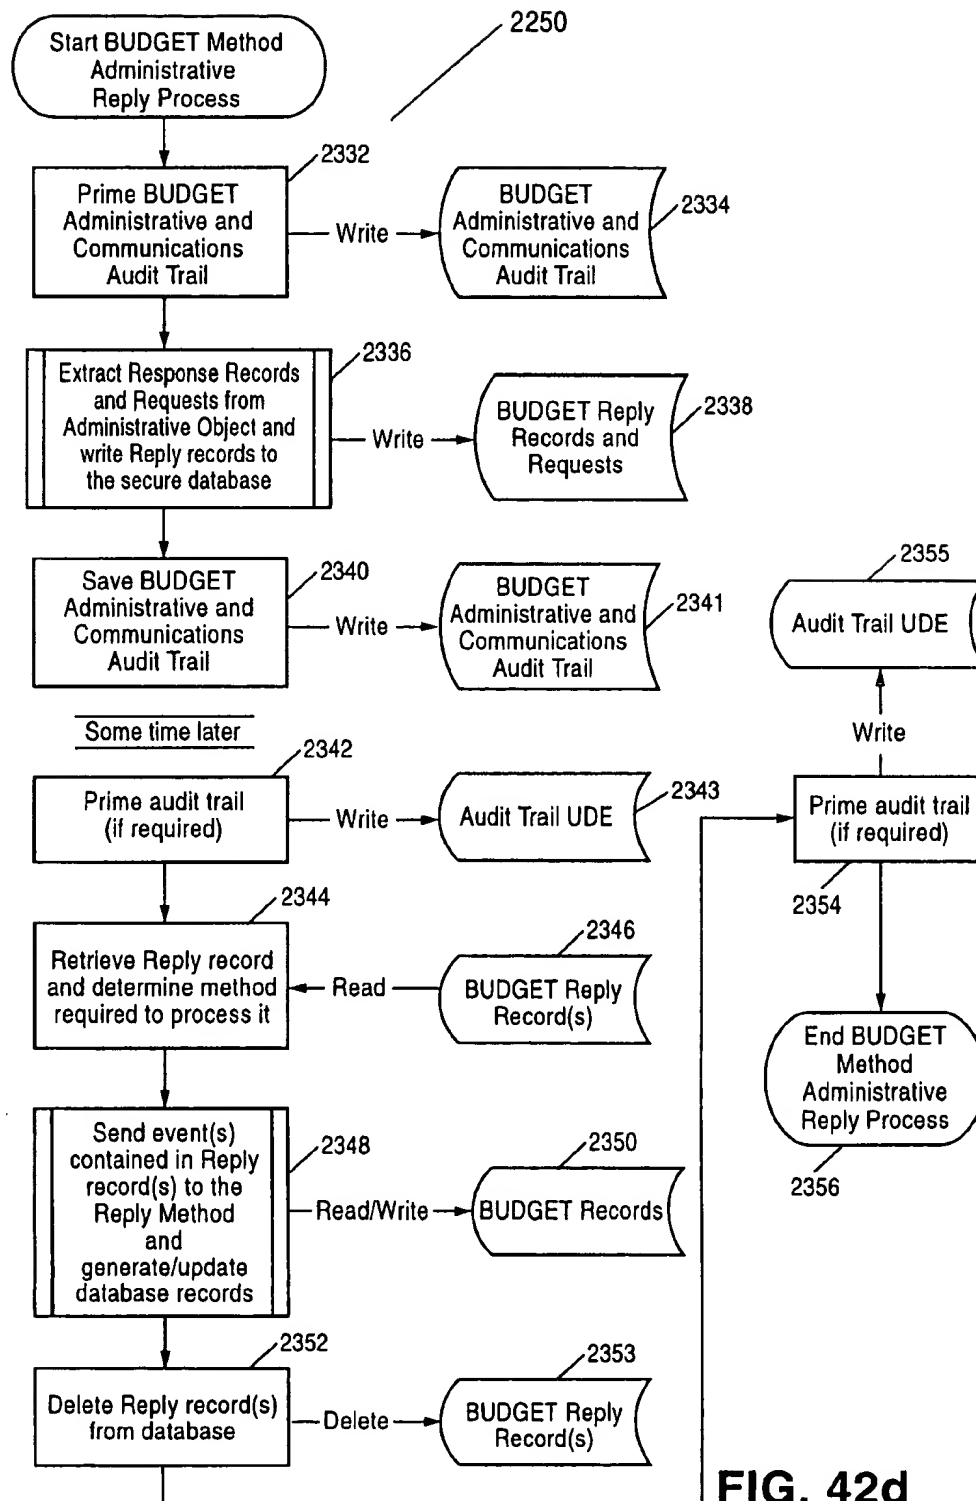 Start BUDGET Method
Administrative
Reply Process
2250
2332
Prime BUDGET
Administrative and
Communications
Audit Trail
Write
BUDGET
Administrative and
Communications
Audit Trail
2334
2336
Extract Response Records
and Requests from
Administrative Object and
write Reply records to
the secure database
Write
BUDGET Reply
Records and
Requests
2338
2340
Save BUDGET
Administrative and
Communications
Audit Trail
Write
BUDGET
Administrative and
Communications
Audit Trail
2341
Some time later
2342
Prime audit trail
(if required)
Write
Audit Trail UDE
2343
2344
Retrieve Reply record
and determine method
required to process it
Read
2346
BUDGET Reply
Record(s)
2348
Send event(s)
contained in Reply
record(s) to the
Reply Method
and
generate/update
database records
Read/Write
2350
BUDGET Records
2352
Delete Reply record(s)
from database
Delete
2353
BUDGET Reply
Record(s)
2355
Audit Trail UDE
Write
Prime audit trail
(if required)
2354
End BUDGET
Method
Administrative
Reply Process
2356
FIG. 42d